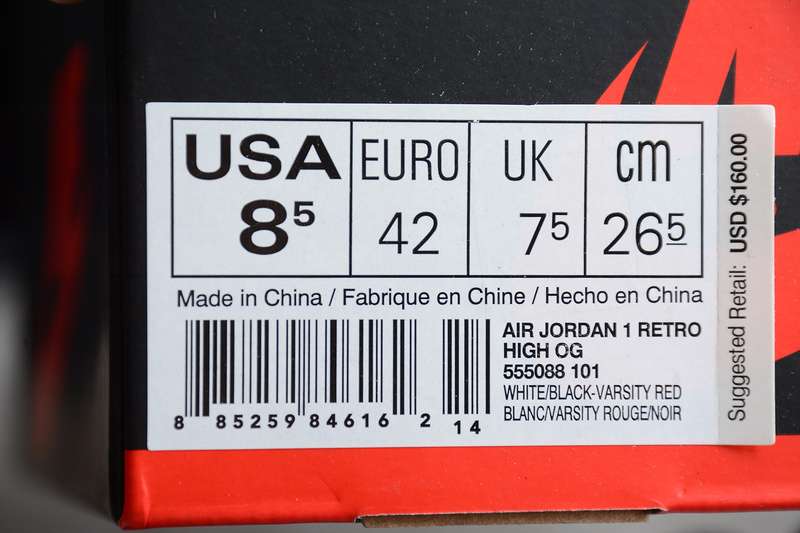 USA EURO UK cm
8⁵ 42 7⁵ 26⁵
Made in China / Fabrique en Chine / Hecho en China
AIR JORDAN 1 RETRO
HIGH OG
555088 101
WHITE/BLACK-VARSITY RED
BLANC/VARSITY ROUGE/NOIR
8 85259 84616 2 14
Suggested Retail: USD $160.00